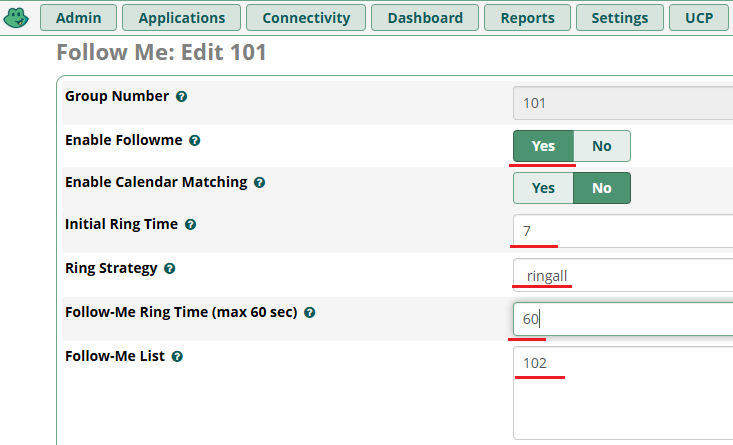 Admin Applications Connectivity Dashboard Reports Settings UCP
Follow Me: Edit 101
Group Number ? 101
Enable Followme ? Yes No
Enable Calendar Matching ? Yes No
Initial Ring Time ? 7
Ring Strategy ? ringall
Follow-Me Ring Time (max 60 sec) ? 60
Follow-Me List ? 102